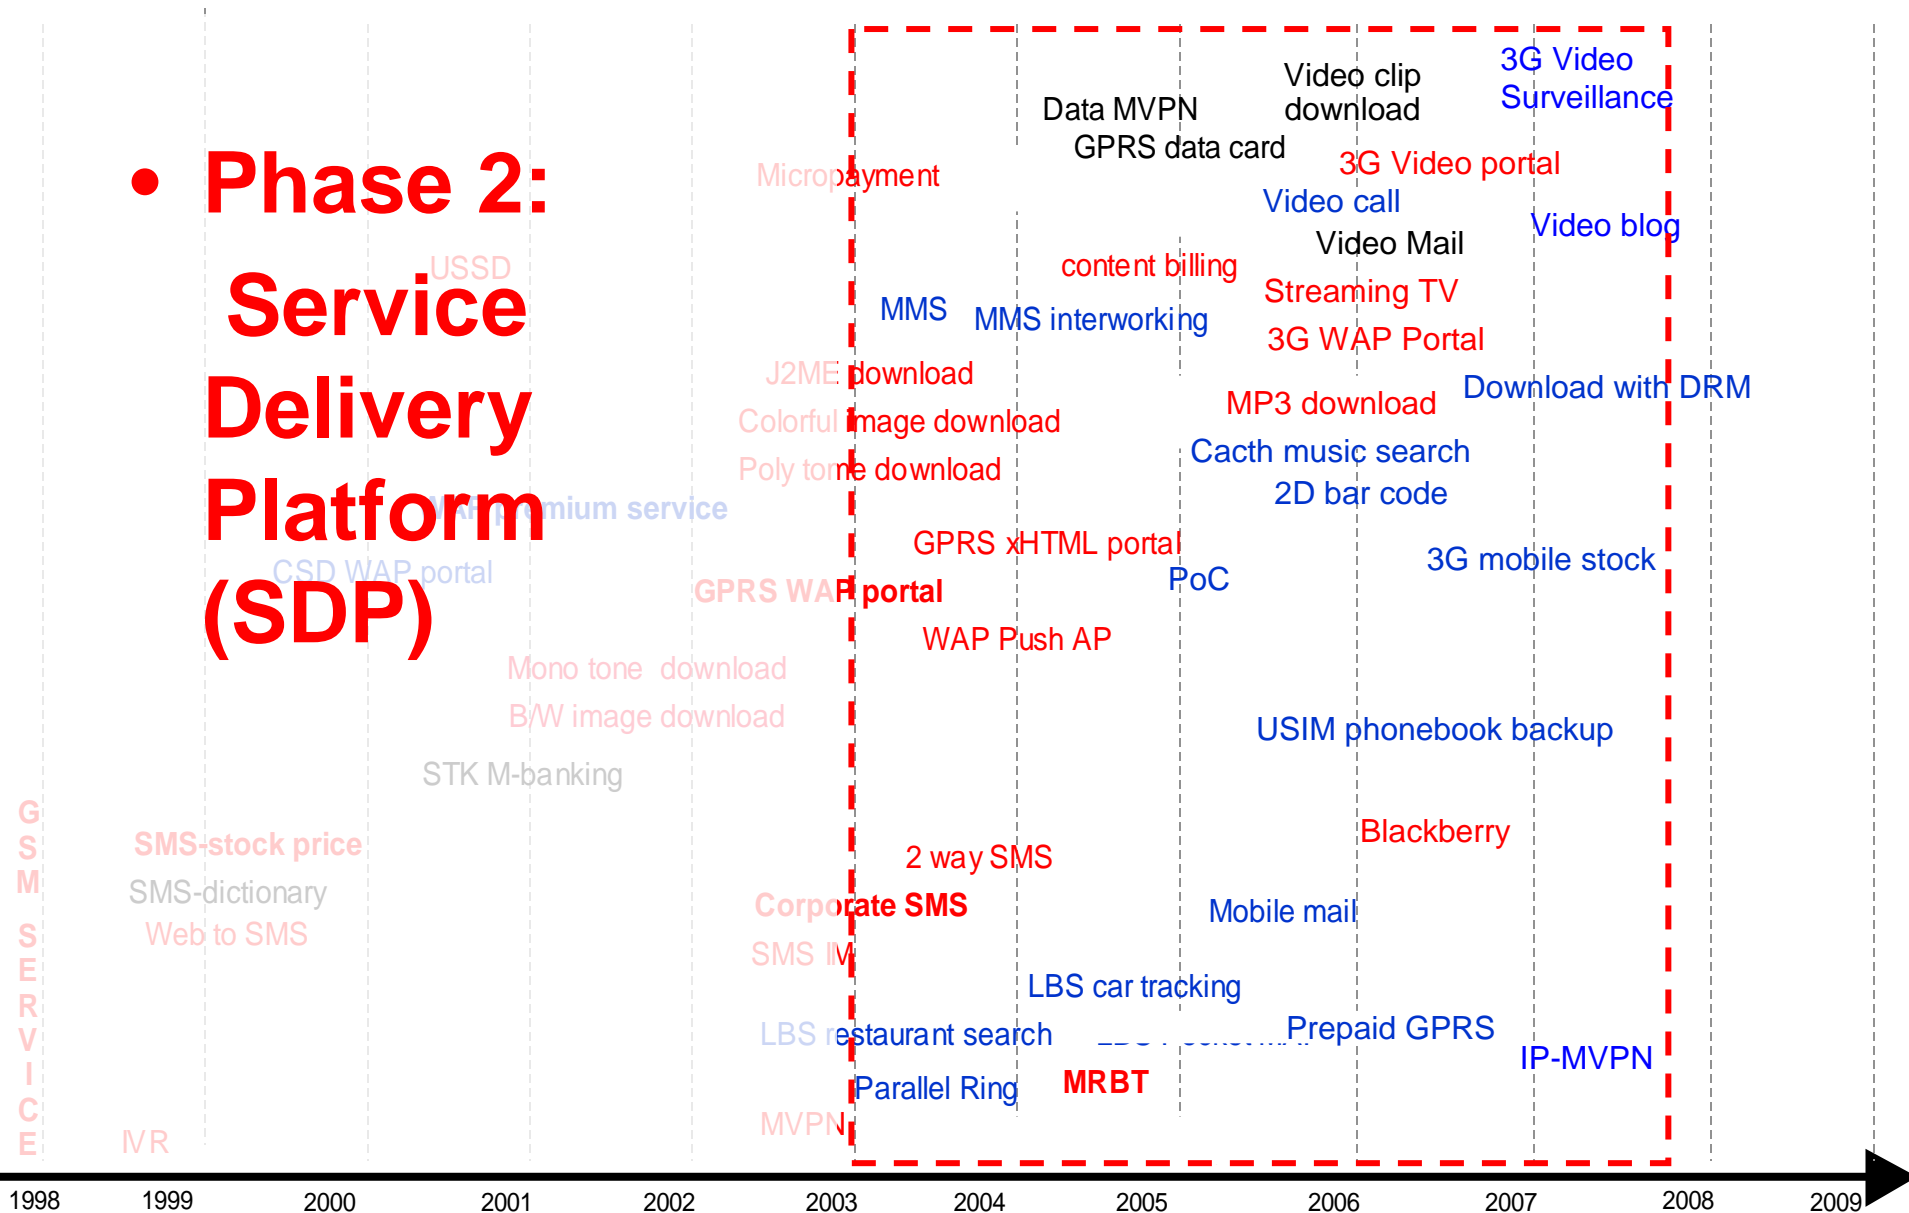 • Phase 2:
Service
Delivery
Platform
(SDP)
3G Video
Surveillance
Video clip
download
Data MVPN
GPRS data card
3G Video portal
Micropayment
Video call
Video blog
Video Mail
USSD
content billing
Streaming TV
MMS
MMS interworking
3G WAP Portal
J2ME download
Download with DRM
MP3 download
Colorful image download
Cacth music search
Poly tome download
2D bar code
WAP premium service
GPRS xHTML portal
3G mobile stock
CSD WAP portal
PoC
GPRS WAP portal
WAP Push AP
Mono tone download
B/W image download
USIM phonebook backup
STK M-banking
GSM SERVICE
Blackberry
SMS-stock price
2 way SMS
SMS-dictionary
Corporate SMS
Mobile mail
Web to SMS
SMS IM
LBS car tracking
LBS restaurant search
Prepaid GPRS
IP-MVPN
Parallel Ring
MRBT
MVPN
IVR
1998 1999 2000 2001 2002 2003 2004 2005 2006 2007 2008 2009